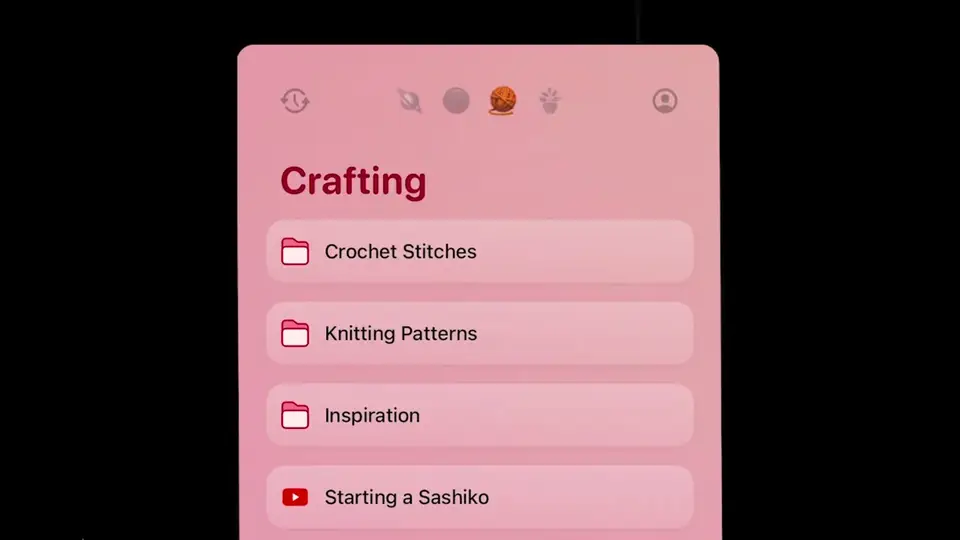 Crafting
Crochet Stitches
Knitting Patterns
Inspiration
Starting a Sashiko